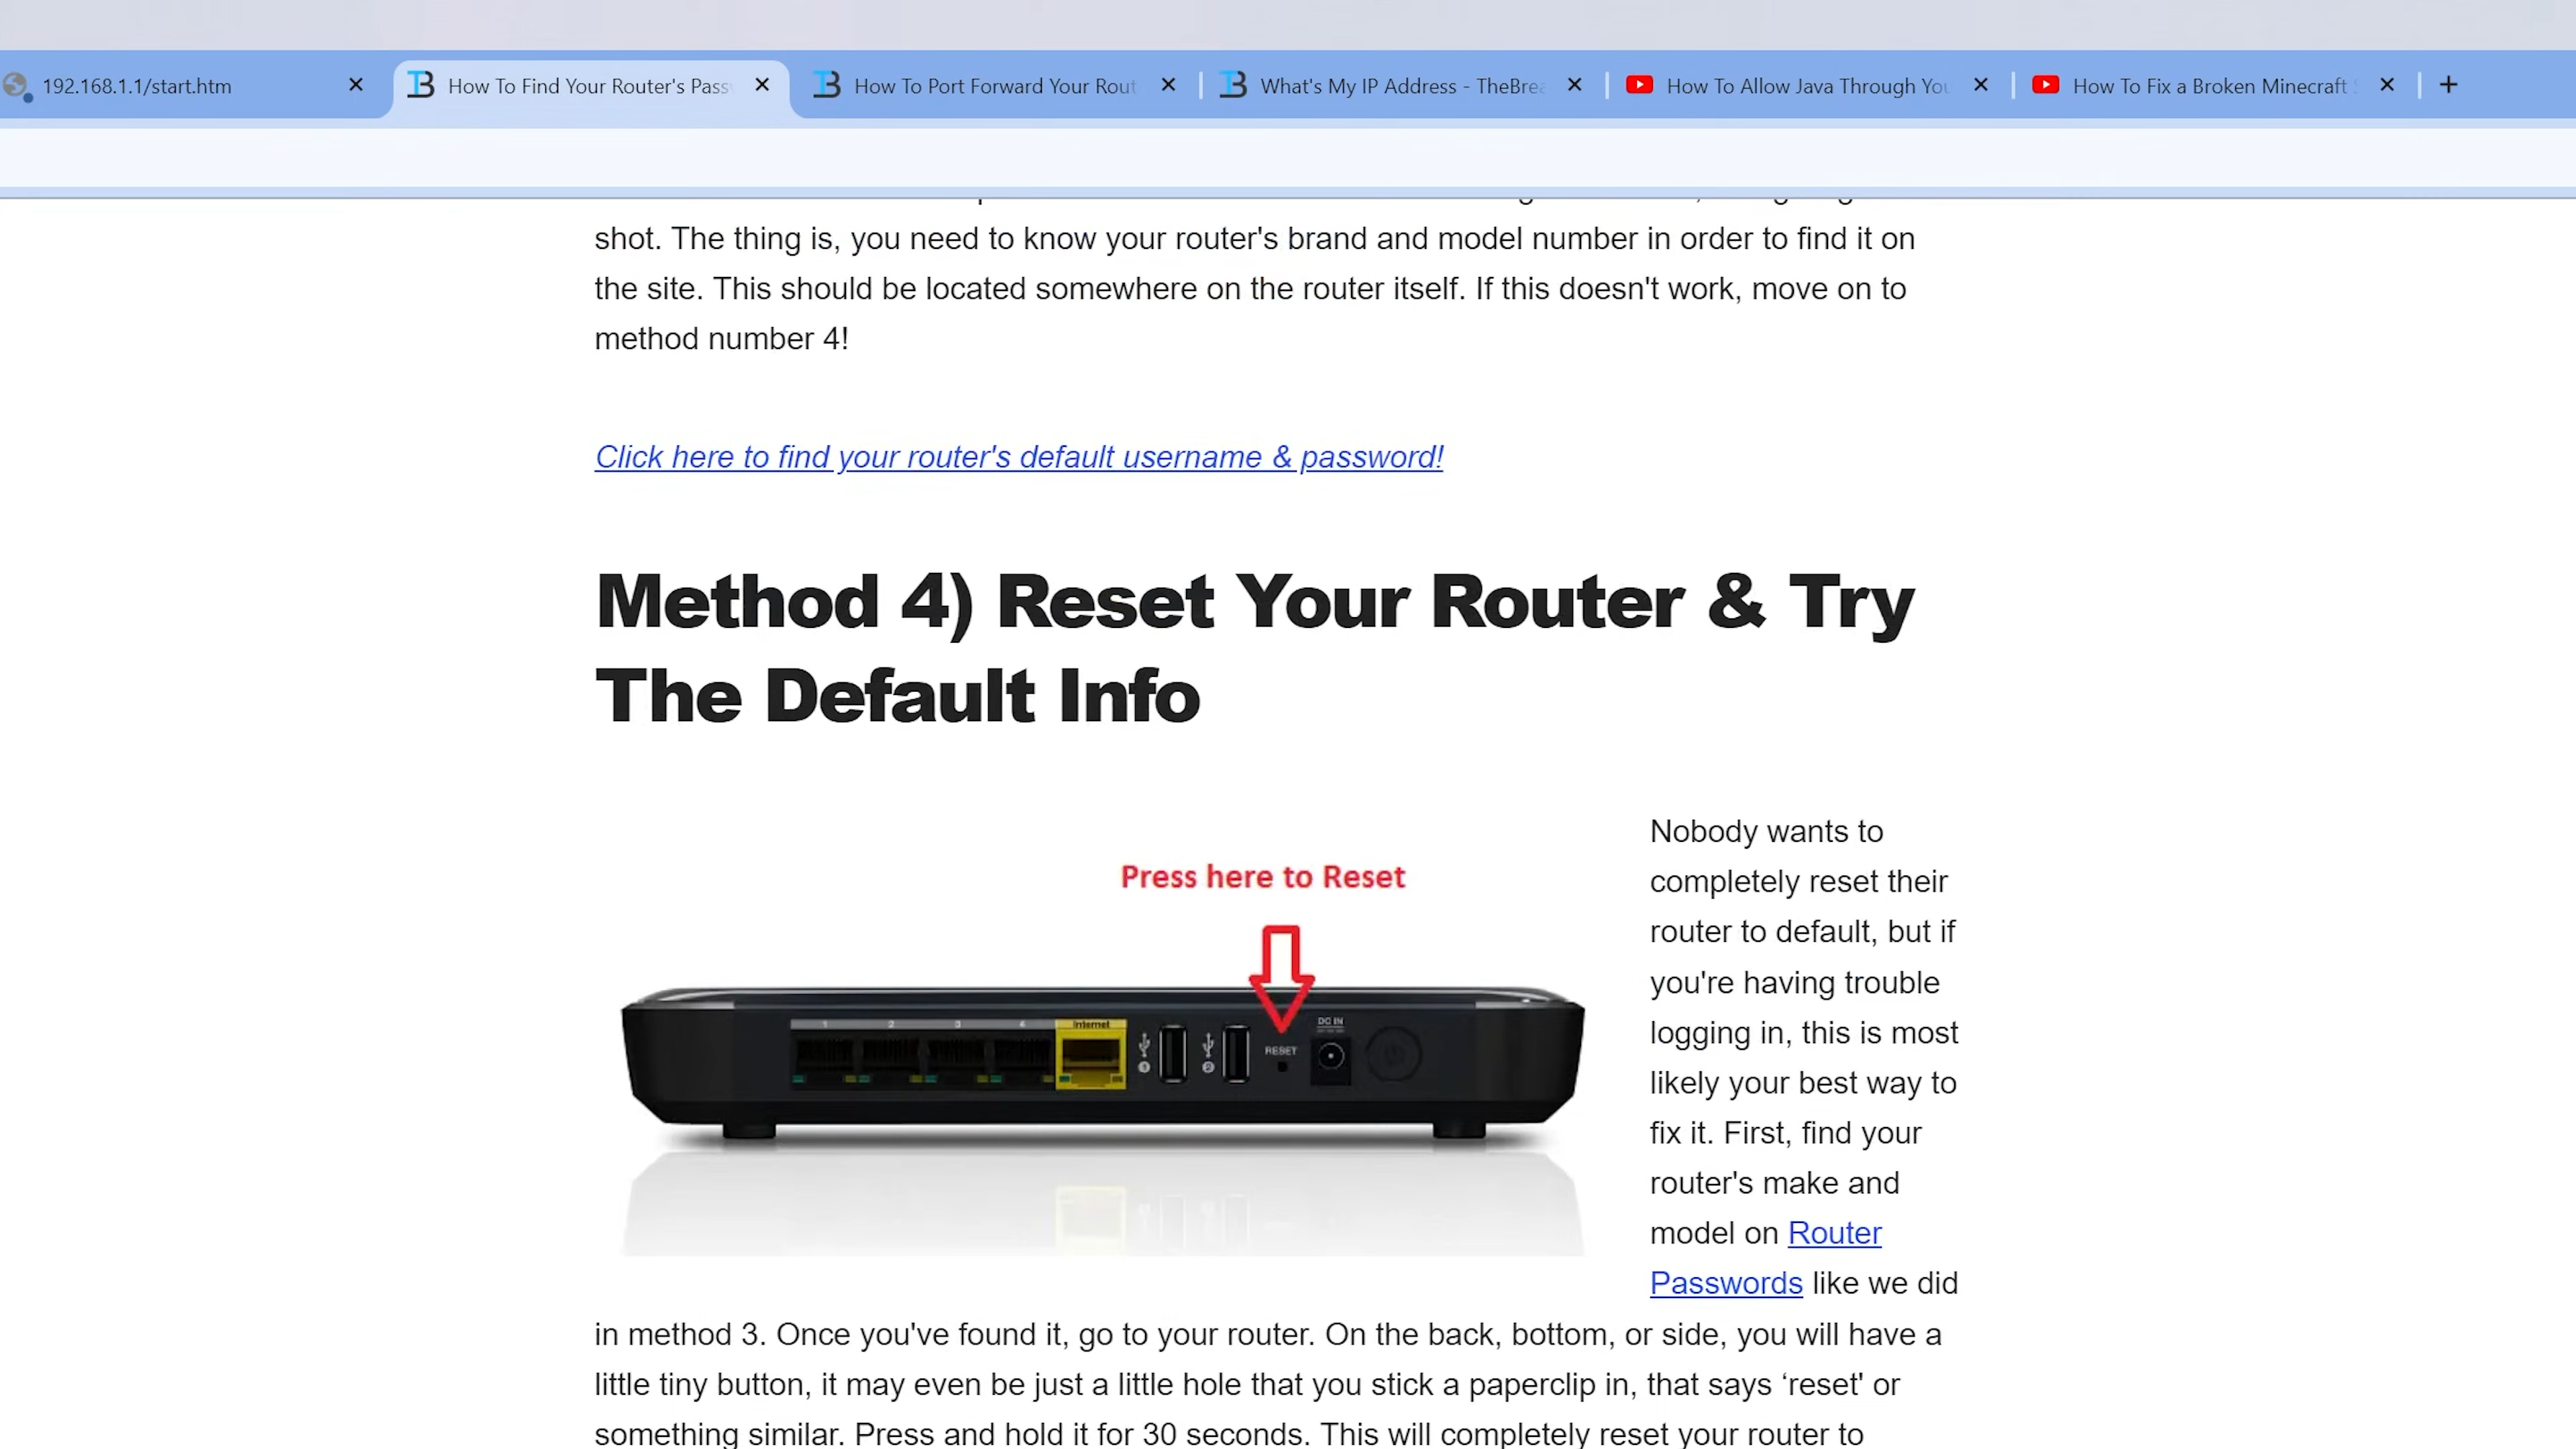 192.168.1.1/start.htm
How To Find Your Router's Pass
How To Port Forward Your Rout
What's My IP Address - TheBrea
How To Allow Java Through You
How To Fix a Broken Minecraft S
shot. The thing is, you need to know your router's brand and model number in order to find it on
the site. This should be located somewhere on the router itself. If this doesn't work, move on to
method number 4!
Click here to find your router's default username & password!
Method 4) Reset Your Router & Try
The Default Info
Press here to Reset
1 2 3 4 Internet
RESET
DC IN
Nobody wants to
completely reset their
router to default, but if
you're having trouble
logging in, this is most
likely your best way to
fix it. First, find your
router's make and
model on Router
Passwords like we did
in method 3. Once you've found it, go to your router. On the back, bottom, or side, you will have a
little tiny button, it may even be just a little hole that you stick a paperclip in, that says ‘reset' or
something similar. Press and hold it for 30 seconds. This will completely reset your router to